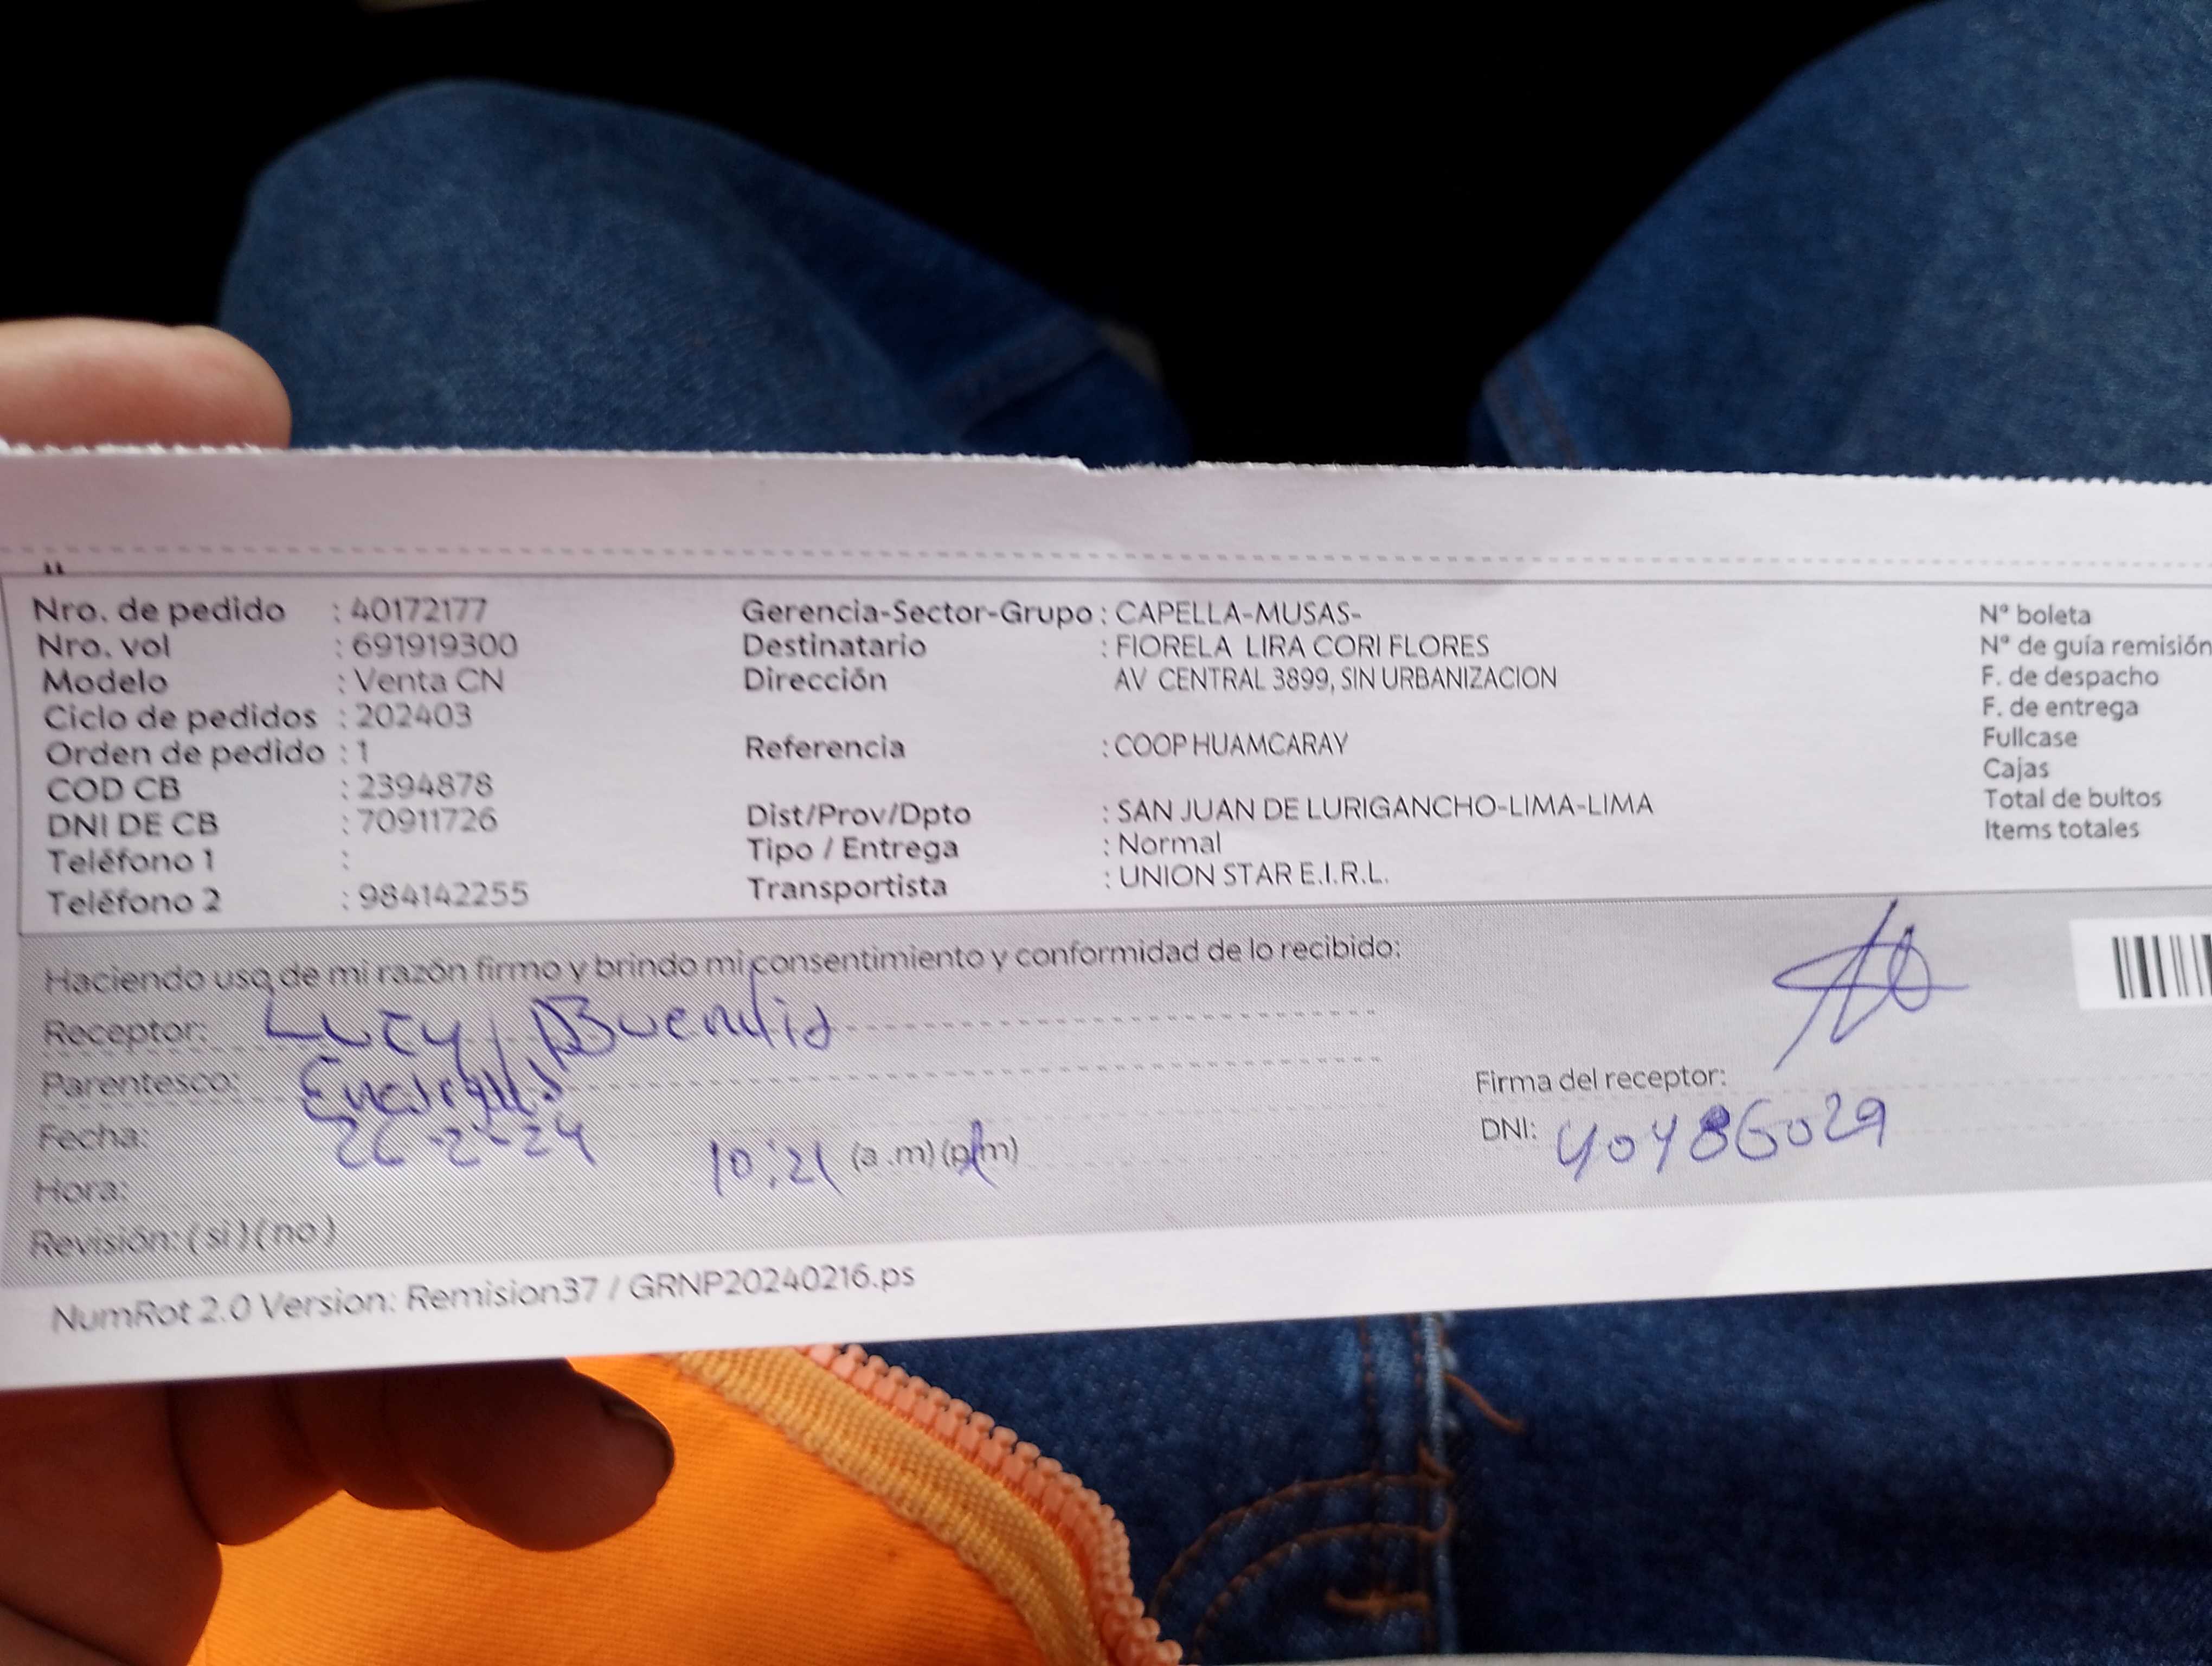 Nro. de pedido : 40172177
Nro. vol : 691919300
Modelo : Venta CN
Ciclo de pedidos : 202403
Orden de pedido : 1
COD CB : 2394878
DNI DE CB : 70911726
Teléfono 1 :
Teléfono 2 : 984142255
Gerencia-Sector-Grupo : CAPELLA-MUSAS-
Destinatario : FIORELA LIRA CORI FLORES
Dirección AV CENTRAL 3899, SIN URBANIZACION
Referencia : COOP HUAMCARAY
Dist/Prov/Dpto : SAN JUAN DE LURIGANCHO-LIMA-LIMA
Tipo / Entrega : Normal
Transportista : UNION STAR E.I.R.L.
Nº boleta
Nº de guía remisión
F. de despacho
F. de entrega
Fullcase
Cajas
Total de bultos
Items totales
Haciendo uso de mi razón firmo y brindo mi consentimiento y conformidad de lo recibido:
Receptor: Lucy Buendia
Parentesco:
Fecha: 26-2-24
Hora: 10:21 (a .m) (p.m)
Revisión: ( si ) ( no )
Firma del receptor:
DNI: 40486029
NumRot 2.0 Version: Remision37 / GRNP20240216.ps